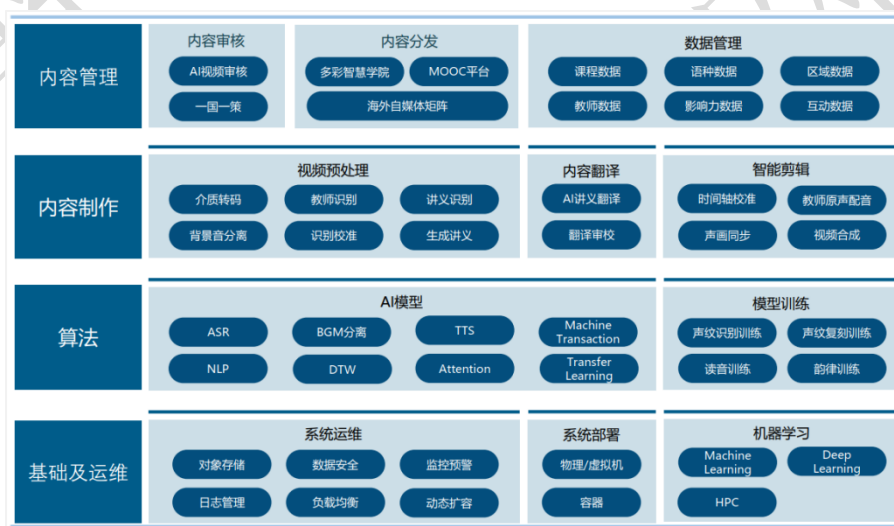 内容管理
内容审核
AI视频审核
一国一策
内容分发
多彩智慧学院 MOOC平台
海外自媒体矩阵
数据管理
课程数据 语种数据 区域数据
教师数据 影响力数据 互动数据
内容制作
视频预处理
介质转码 教师识别 讲义识别
背景音分离 识别校准 生成讲义
内容翻译
AI讲义翻译
翻译审校
智能剪辑
时间轴校准 教师原声配音
声画同步 视频合成
算法
AI模型
ASR BGM分离 TTS Machine
Transaction
NLP DTW Attention Transfer
Learning
模型训练
声纹识别训练 声纹复刻训练
读音训练 韵律训练
基础及运维
系统运维
对象存储 数据安全 监控预警
日志管理 负载均衡 动态扩容
系统部署
物理/虚拟机
容器
机器学习
Machine
Learning
Deep
Learning
HPC